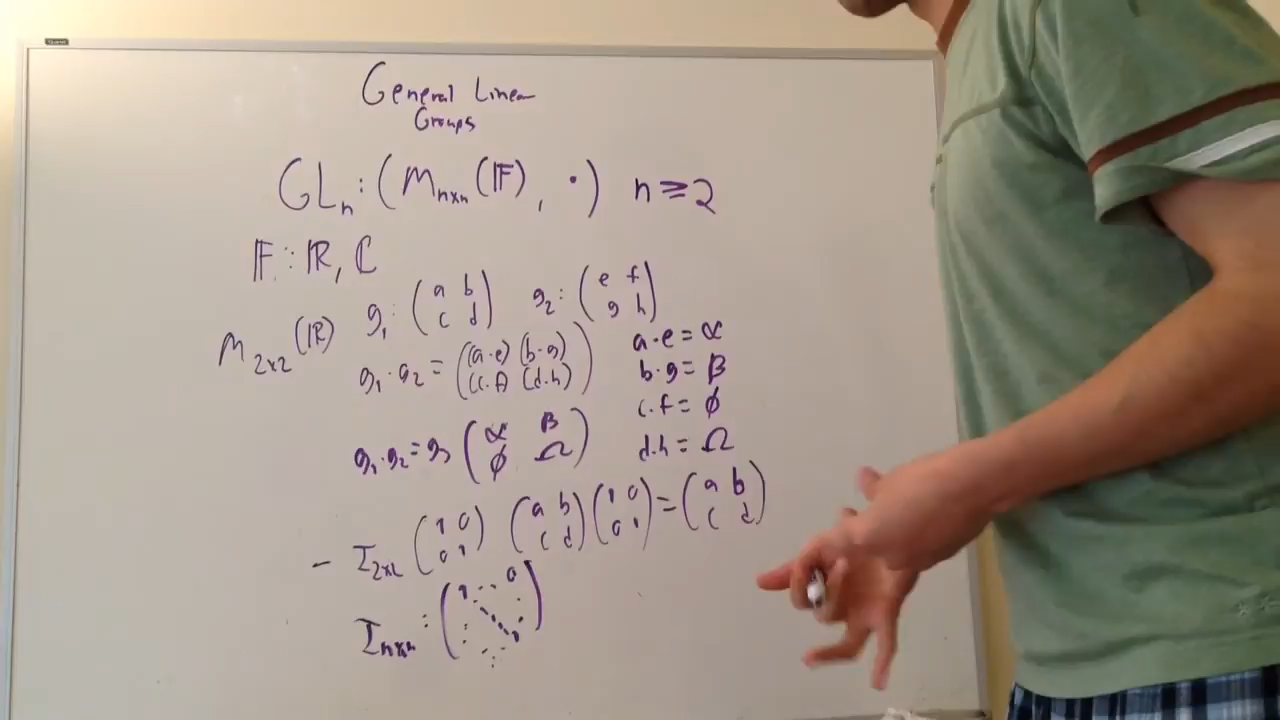 General Linear
Groups
GLₙ : (Mₙₓₙ(𝔽), ·) n ≥ 2
𝔽 : ℝ, ℂ
M₂ₓ₂(ℝ) g₁ : (a b; c d) g₂ : (e f; g h)
g₁·g₂ = ((a·e) (b·g); (c·f) (d·h))
a·e = α
b·g = β
c·f = ϕ
d·h = Ω
g₁·g₂ = g₃ (α β; ϕ Ω)
– I₂ₓ₂ (1 0; 0 1) (a b; c d)(1 0; 0 1) = (a b; c d)
Iₙₓₙ : (1 ·· 0; ⋮ ⋱ ⋮; ··)